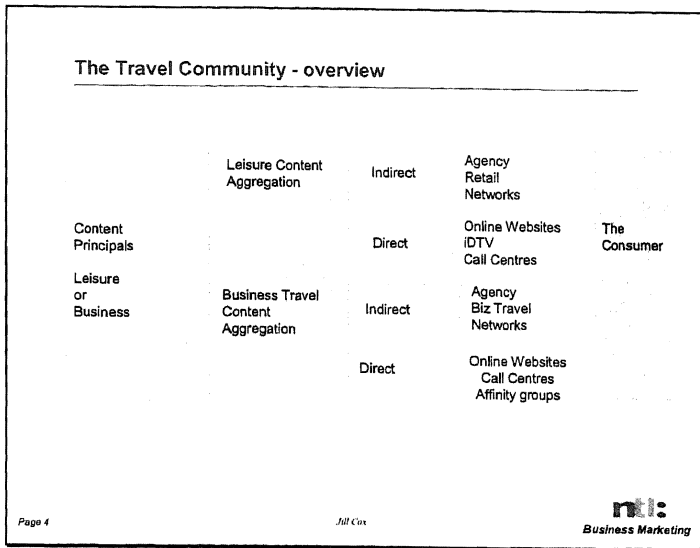 The Travel Community - overview
Leisure Content
Aggregation
Indirect
Agency
Retail
Networks
Content
Principals
Direct
Online Websites
iDTV
Call Centres
The
Consumer
Leisure
or
Business
Business Travel
Content
Aggregation
Indirect
Agency
Biz Travel
Networks
Direct
Online Websites
Call Centres
Affinity groups
Page 4
Jill Cox
ntl:
Business Marketing